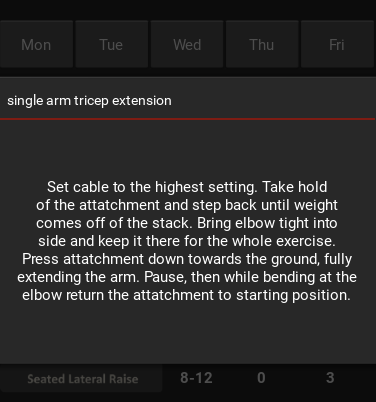 Mon Tue Wed Thu Fri
single arm tricep extension
Set cable to the highest setting. Take hold
of the attatchment and step back until weight
comes off of the stack. Bring elbow tight into
side and keep it there for the whole exercise.
Press attatchment down towards the ground, fully
extending the arm. Pause, then while bending at the
elbow return the attatchment to starting position.
Seated Lateral Raise 8-12 0 3